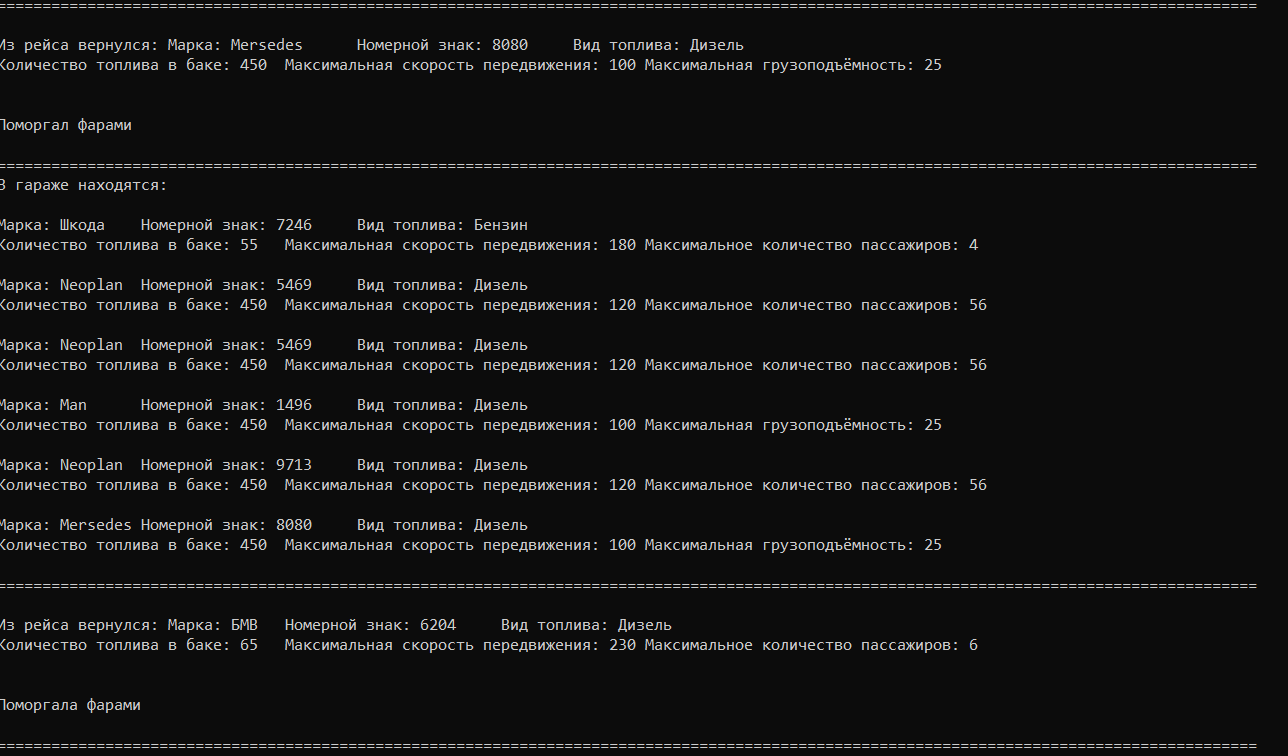 ============================================================================================================================================
Из рейса вернулся: Марка: Mersedes      Номерной знак: 8080     Вид топлива: Дизель
Количество топлива в баке: 450  Максимальная скорость передвижения: 100 Максимальная грузоподъёмность: 25
Поморгал фарами
============================================================================================================================================
В гараже находятся:
Марка: Шкода    Номерной знак: 7246     Вид топлива: Бензин
Количество топлива в баке: 55   Максимальная скорость передвижения: 180 Максимальное количество пассажиров: 4
Марка: Neoplan  Номерной знак: 5469     Вид топлива: Дизель
Количество топлива в баке: 450  Максимальная скорость передвижения: 120 Максимальное количество пассажиров: 56
Марка: Neoplan  Номерной знак: 5469     Вид топлива: Дизель
Количество топлива в баке: 450  Максимальная скорость передвижения: 120 Максимальное количество пассажиров: 56
Марка: Man      Номерной знак: 1496     Вид топлива: Дизель
Количество топлива в баке: 450  Максимальная скорость передвижения: 100 Максимальная грузоподъёмность: 25
Марка: Neoplan  Номерной знак: 9713     Вид топлива: Дизель
Количество топлива в баке: 450  Максимальная скорость передвижения: 120 Максимальное количество пассажиров: 56
Марка: Mersedes Номерной знак: 8080     Вид топлива: Дизель
Количество топлива в баке: 450  Максимальная скорость передвижения: 100 Максимальная грузоподъёмность: 25
============================================================================================================================================
Из рейса вернулся: Марка: БМВ   Номерной знак: 6204     Вид топлива: Дизель
Количество топлива в баке: 65   Максимальная скорость передвижения: 230 Максимальное количество пассажиров: 6
Поморгала фарами
============================================================================================================================================